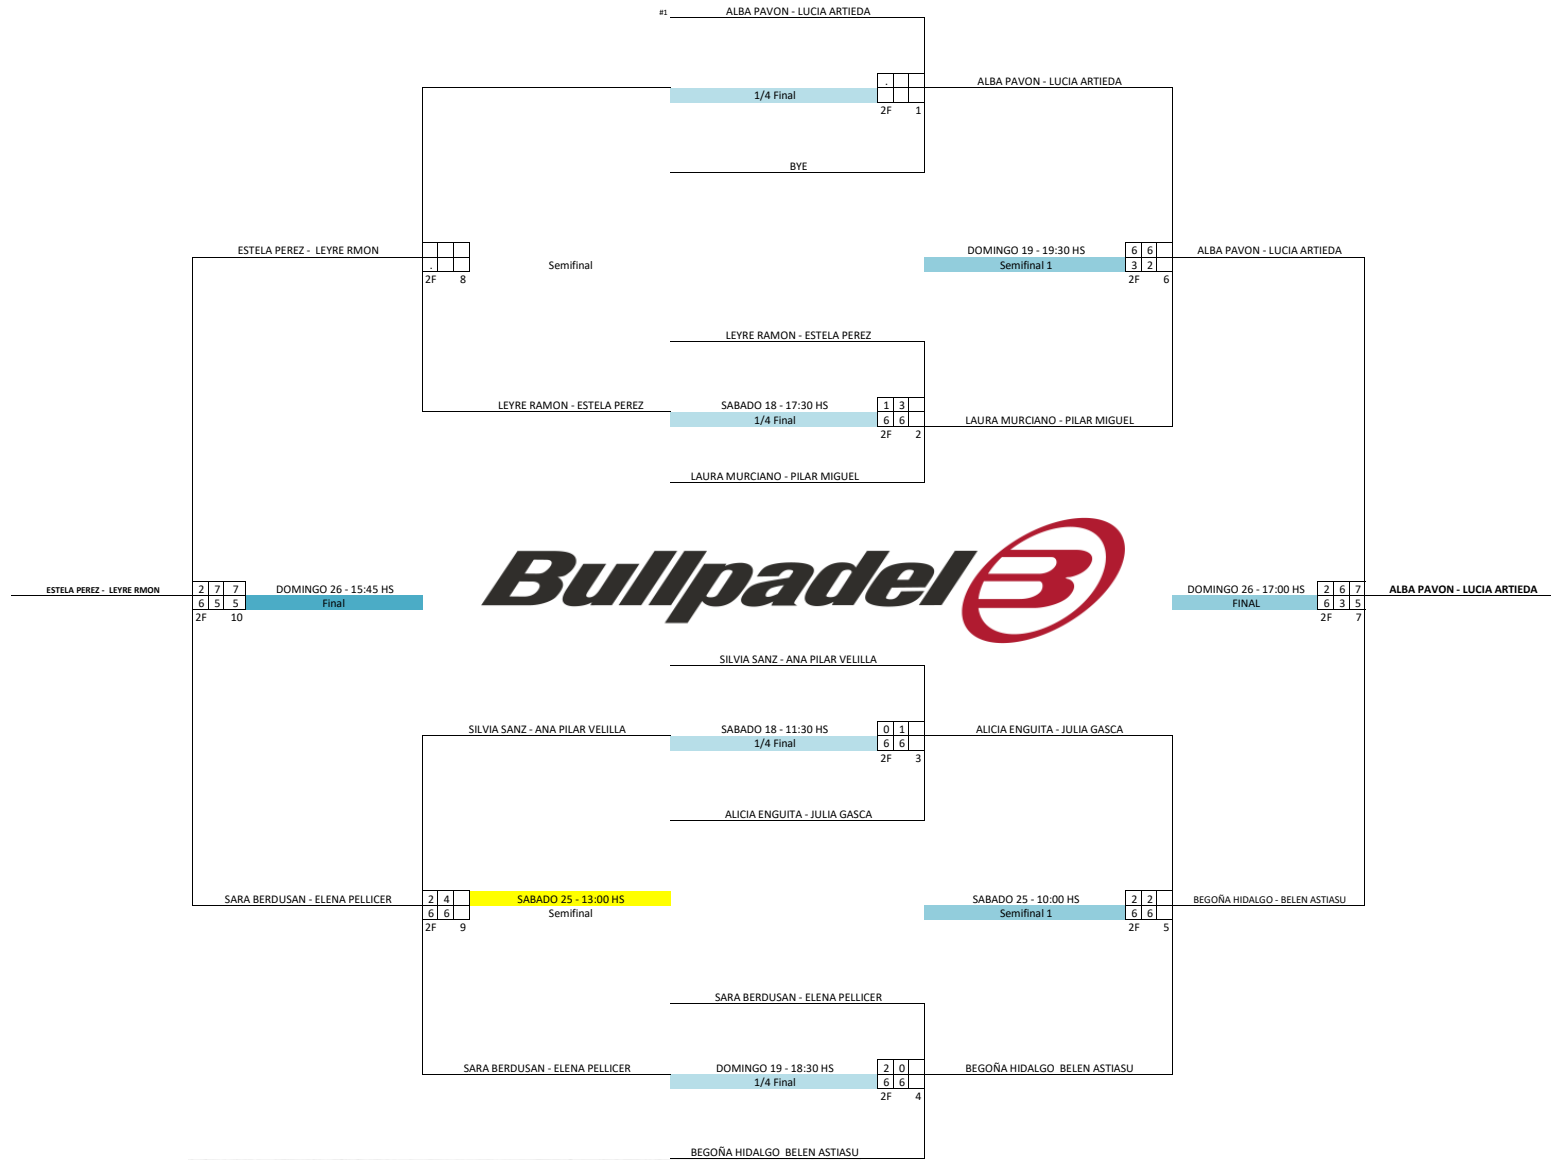 #1 ALBA PAVON - LUCIA ARTIEDA
. ALBA PAVON - LUCIA ARTIEDA
1/4 Final
2F 1
BYE
ESTELA PEREZ - LEYRE RMON DOMINGO 19 - 19:30 HS 6 6 ALBA PAVON - LUCIA ARTIEDA
. Semifinal Semifinal 1 3 2
2F 8 2F 6
LEYRE RAMON - ESTELA PEREZ
LEYRE RAMON - ESTELA PEREZ SABADO 18 - 17:30 HS 1 3
1/4 Final 6 6 LAURA MURCIANO - PILAR MIGUEL
2F 2
LAURA MURCIANO - PILAR MIGUEL
Bullpadel
ESTELA PEREZ - LEYRE RMON 2 7 7 DOMINGO 26 - 15:45 HS DOMINGO 26 - 17:00 HS 2 6 7 ALBA PAVON - LUCIA ARTIEDA
6 5 5 Final FINAL 6 3 5
2F 10 2F 7
SILVIA SANZ - ANA PILAR VELILLA
SILVIA SANZ - ANA PILAR VELILLA SABADO 18 - 11:30 HS 0 1 ALICIA ENGUITA - JULIA GASCA
1/4 Final 6 6
2F 3
ALICIA ENGUITA - JULIA GASCA
SARA BERDUSAN - ELENA PELLICER 2 4 SABADO 25 - 13:00 HS SABADO 25 - 10:00 HS 2 2 BEGOÑA HIDALGO - BELEN ASTIASU
6 6 Semifinal Semifinal 1 6 6
2F 9 2F 5
SARA BERDUSAN - ELENA PELLICER
SARA BERDUSAN - ELENA PELLICER DOMINGO 19 - 18:30 HS 2 0 BEGOÑA HIDALGO BELEN ASTIASU
1/4 Final 6 6
2F 4
BEGOÑA HIDALGO BELEN ASTIASU